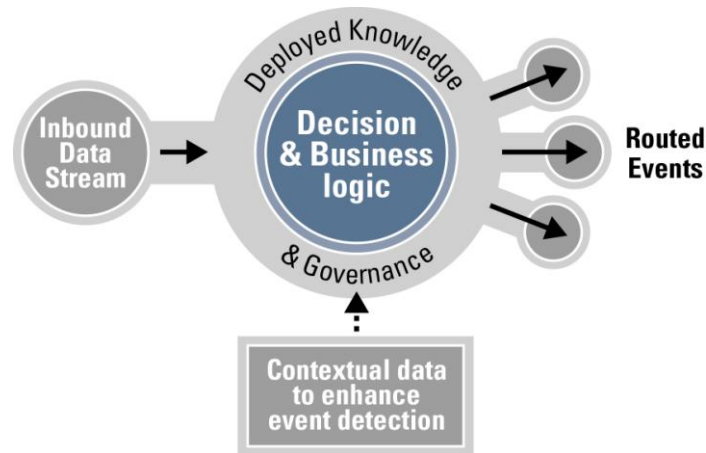 Deployed Knowledge
Inbound
Data
Stream
Decision
& Business
logic
Routed
Events
& Governance
Contextual data
to enhance
event detection